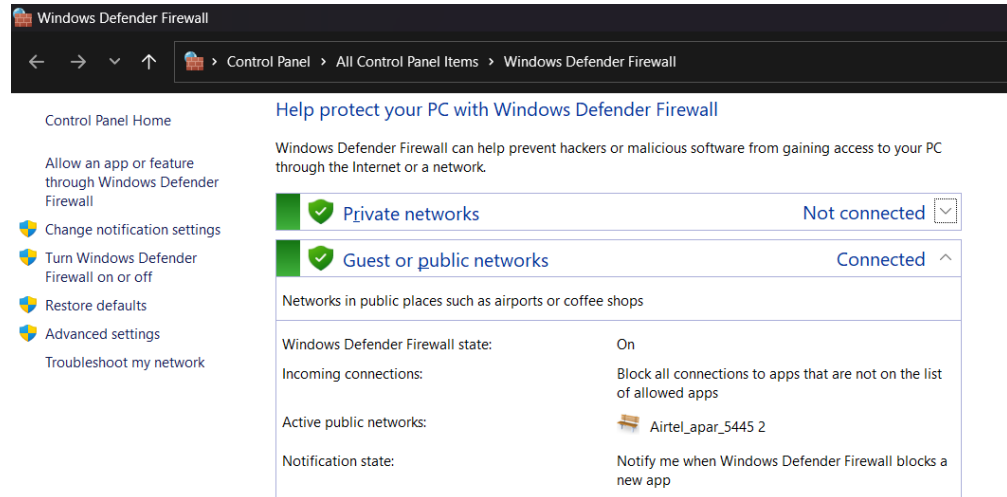 Windows Defender Firewall
Control Panel > All Control Panel Items > Windows Defender Firewall
Control Panel Home
Allow an app or feature
through Windows Defender
Firewall
Change notification settings
Turn Windows Defender
Firewall on or off
Restore defaults
Advanced settings
Troubleshoot my network
Help protect your PC with Windows Defender Firewall
Windows Defender Firewall can help prevent hackers or malicious software from gaining access to your PC
through the Internet or a network.
Private networks Not connected
Guest or public networks Connected
Networks in public places such as airports or coffee shops
Windows Defender Firewall state: On
Incoming connections: Block all connections to apps that are not on the list
of allowed apps
Active public networks: Airtel_apar_5445 2
Notification state: Notify me when Windows Defender Firewall blocks a
new app